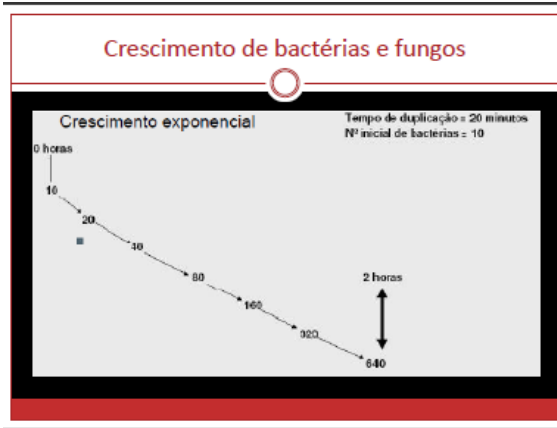 Crescimento de bactérias e fungos
Crescimento exponencial
Tempo de duplicação = 20 minutos
Nº inicial de bactérias = 10
0 horas
10
20
40
80
160
320
640
2 horas